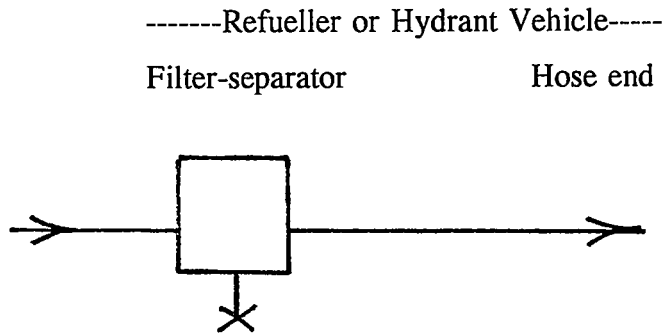 -------Refueller or Hydrant Vehicle-----
Filter-separator Hose end